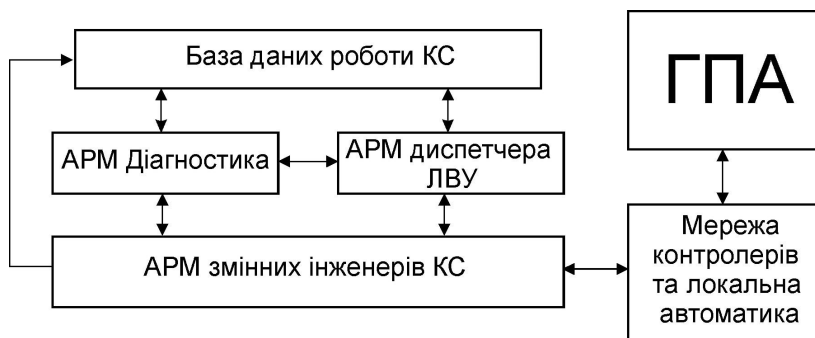 База даних роботи КС
ГПА
АРМ Діагностика
АРМ диспетчера
ЛВУ
АРМ змінних інженерів КС
Мережа
контролерів
та локальна
автоматика